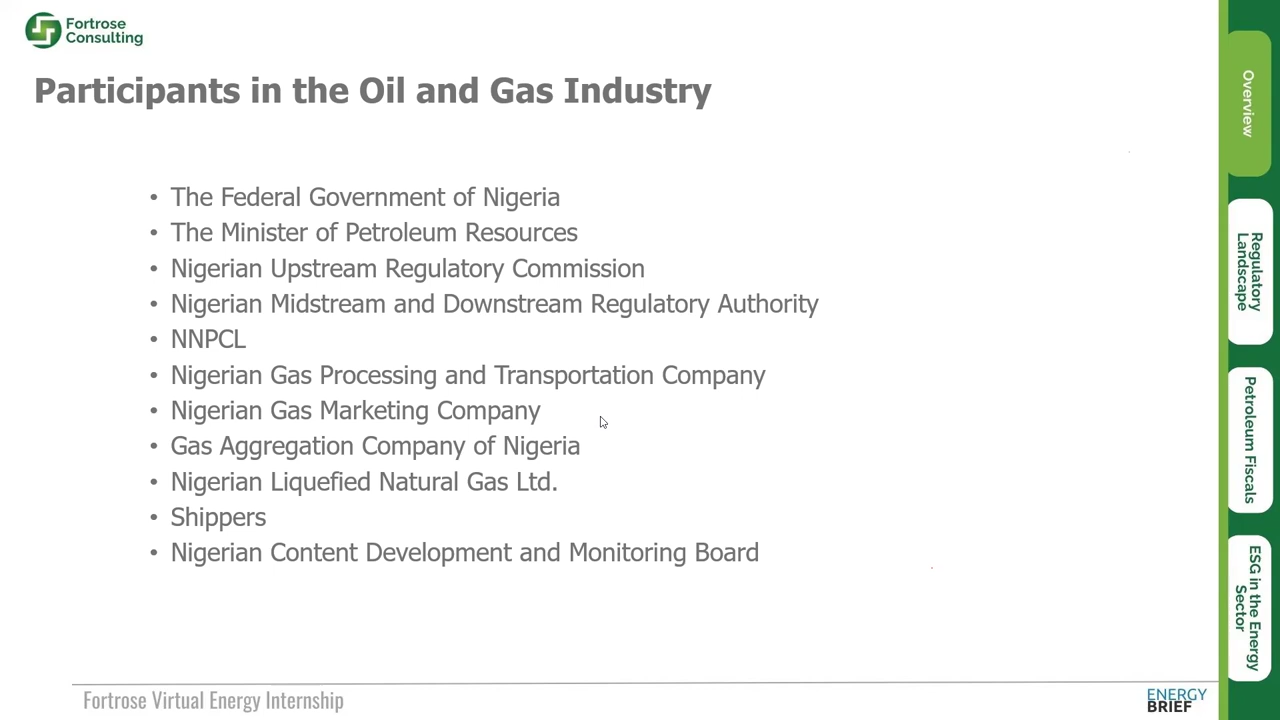 Fortrose
Consulting
Participants in the Oil and Gas Industry
• The Federal Government of Nigeria
• The Minister of Petroleum Resources
• Nigerian Upstream Regulatory Commission
• Nigerian Midstream and Downstream Regulatory Authority
• NNPCL
• Nigerian Gas Processing and Transportation Company
• Nigerian Gas Marketing Company
• Gas Aggregation Company of Nigeria
• Nigerian Liquefied Natural Gas Ltd.
• Shippers
• Nigerian Content Development and Monitoring Board
Overview
Regulatory
Landscape
Petroleum Fiscals
ESG in the Energy
Sector
Fortrose Virtual Energy Internship
ENERGY
BRIEF